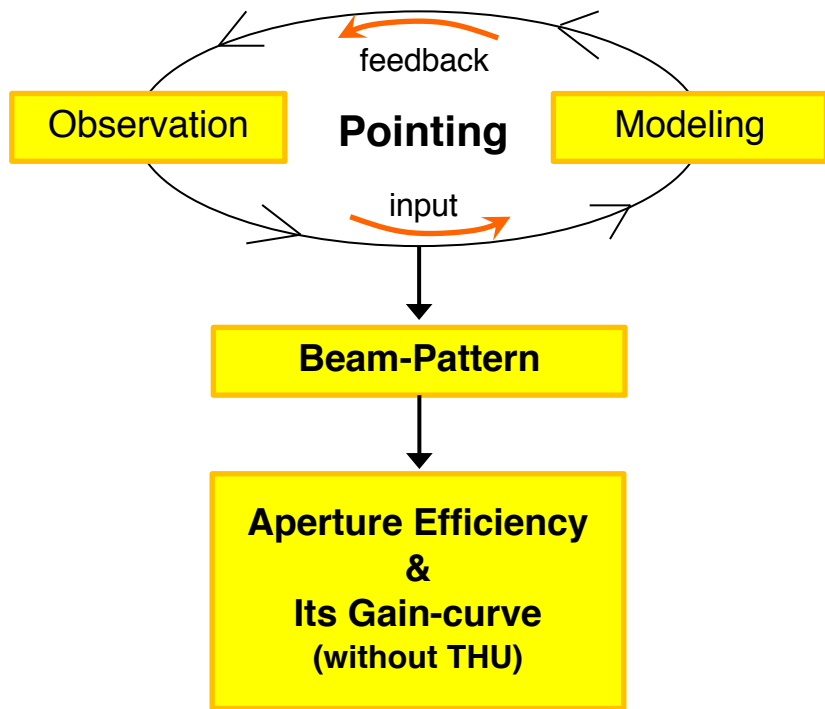 feedback
Observation
Pointing
Modeling
input
Beam-Pattern
Aperture Efficiency
&
Its Gain-curve
(without THU)